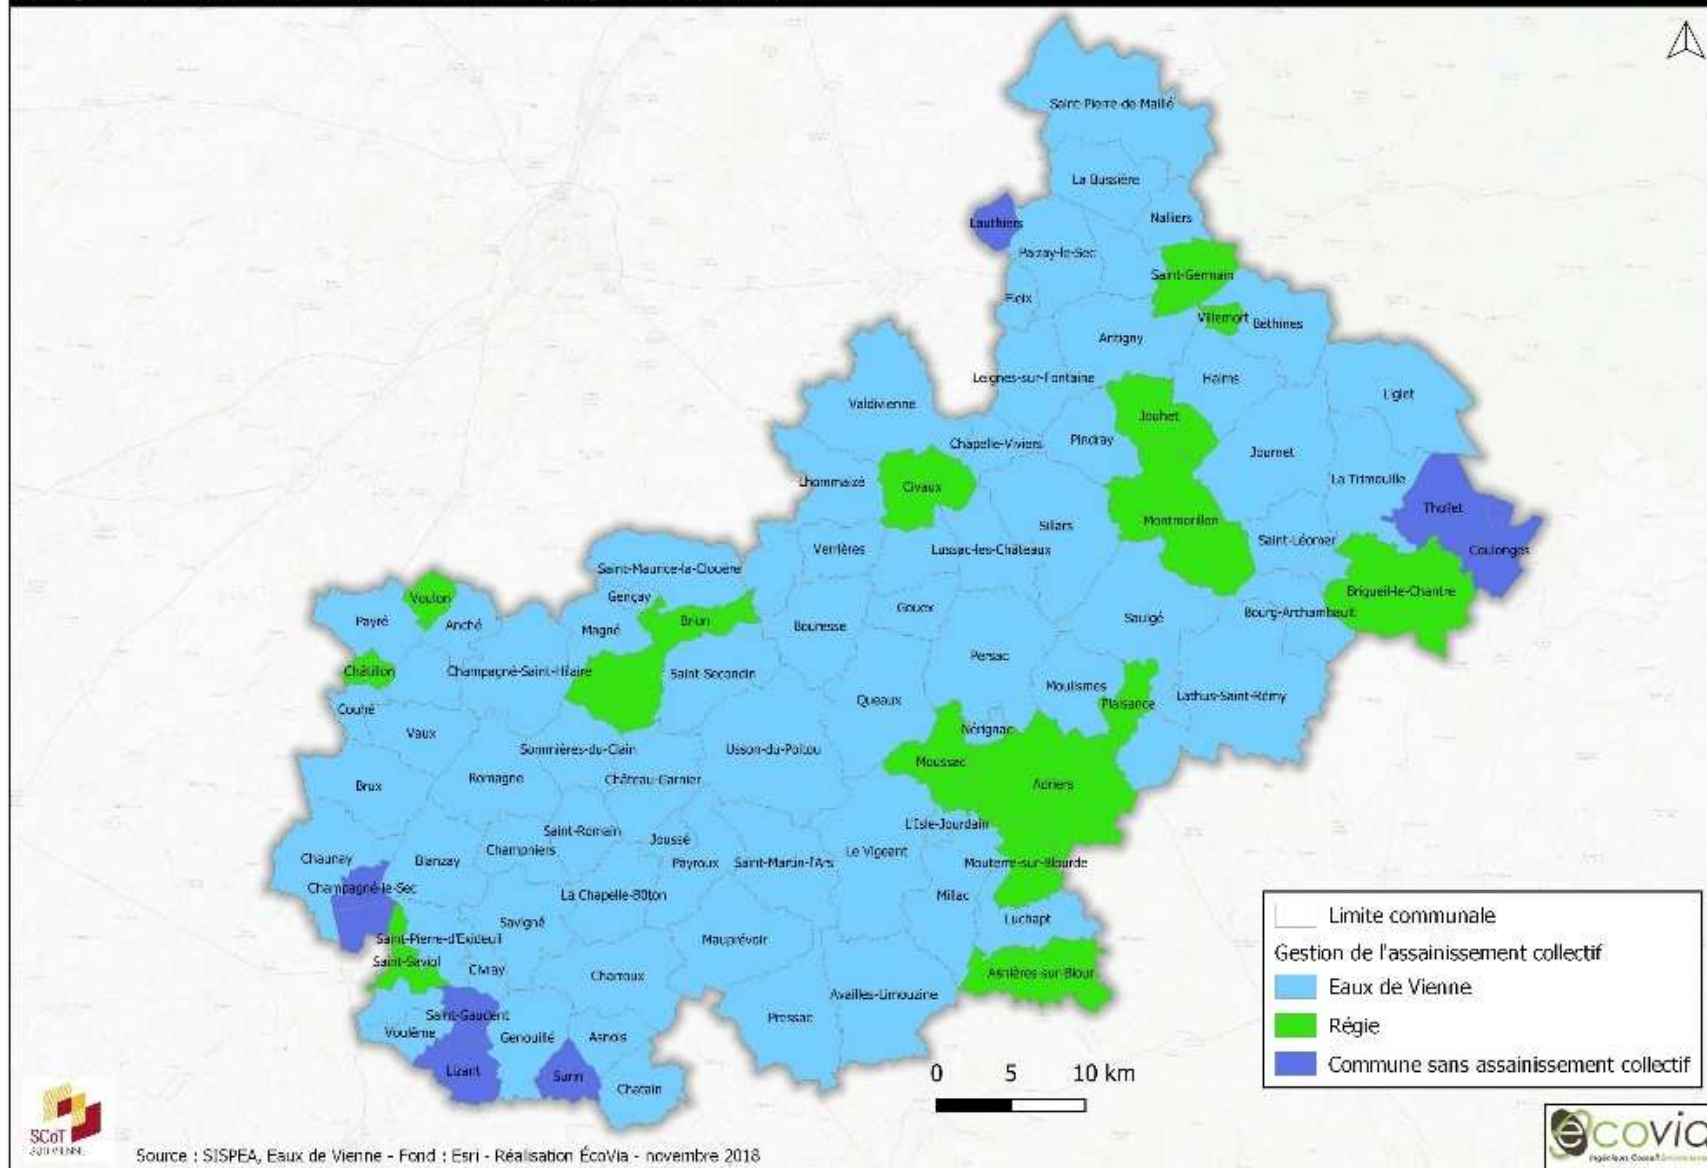 Saint-Pierre-de Maillé
La Bussière
Lauthiers
Nalliers
Paizay-le-Sec
Saint-Germain
Fleix
Villemort
Béthines
Antigny
Leignes-sur-Fontaine
Haims
Liglet
Valdivienne
Jouhet
Chapelle-Viviers
Pindray
Journet
Lhommaizé
Civaux
La Trimouille
Thollet
Sillars
Montmorillon
Verrières
Lussac-les-Châteaux
Saint-Léomer
Coulonges
Saint-Maurice-la-Clouère
Brigueil-le-Chantre
Voulon
Gençay
Gouex
Bourg-Archambault
Payré
Anché
Magné
Brion
Bouresse
Saulgé
Persac
Châtillon
Champagné-Saint-Hilaire
Saint-Secondin
Moulismes
Lathus-Saint-Rémy
Couhé
Queaux
Plaisance
Vaux
Nérignac
Sommières-du-Clain
Usson-du-Poitou
Moussac
Brux
Romagne
Château-Garnier
Adriers
Saint-Romain
L'Isle-Jourdain
Joussé
Chaunay
Blanzay
Champniers
Payroux
Saint-Martin-l'Ars
Le Vigeant
Mouterre-sur-Blourde
Champagné-le-Sec
La Chapelle-Bâton
Millac
Savigné
Luchapt
Saint-Pierre-d'Exideuil
Mauprévoir
Saint-Saviol
Civray
Charroux
Asnières-sur-Blour
Availles-Limouzine
Saint-Gaudent
Pressac
Voulême
Genouillé
Asnois
Lizant
Surin
Chatain
0 5 10 km
Limite communale
Gestion de l'assainissement collectif
Eaux de Vienne
Régie
Commune sans assainissement collectif
SCoT
SUD VIENNE
Source : SISPEA, Eaux de Vienne - Fond : Esri - Réalisation ÉcoVia - novembre 2018
écovia